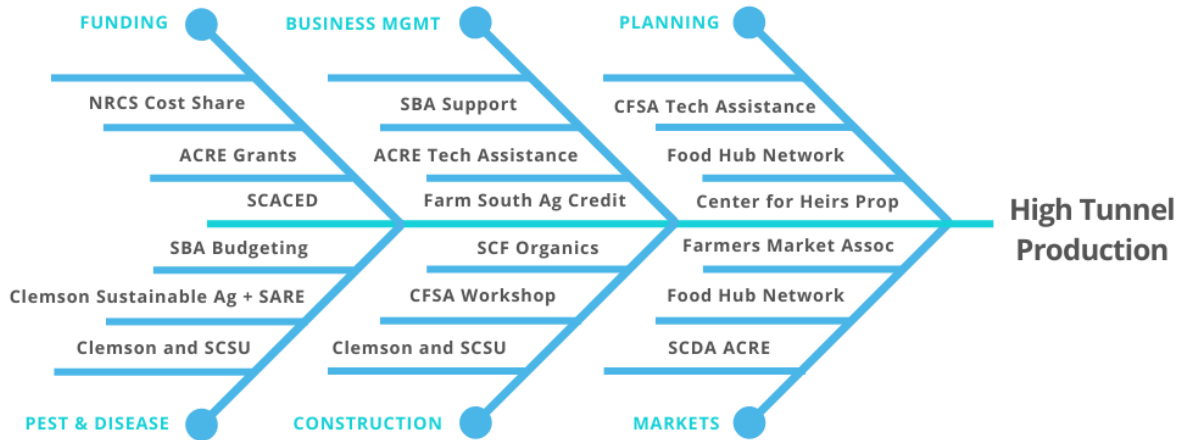 FUNDING
BUSINESS MGMT
PLANNING
NRCS Cost Share
SBA Support
CFSA Tech Assistance
ACRE Grants
ACRE Tech Assistance
Food Hub Network
SCACED
Farm South Ag Credit
Center for Heirs Prop
High Tunnel
Production
SBA Budgeting
SCF Organics
Farmers Market Assoc
Clemson Sustainable Ag + SARE
CFSA Workshop
Food Hub Network
Clemson and SCSU
Clemson and SCSU
SCDA ACRE
PEST & DISEASE
CONSTRUCTION
MARKETS